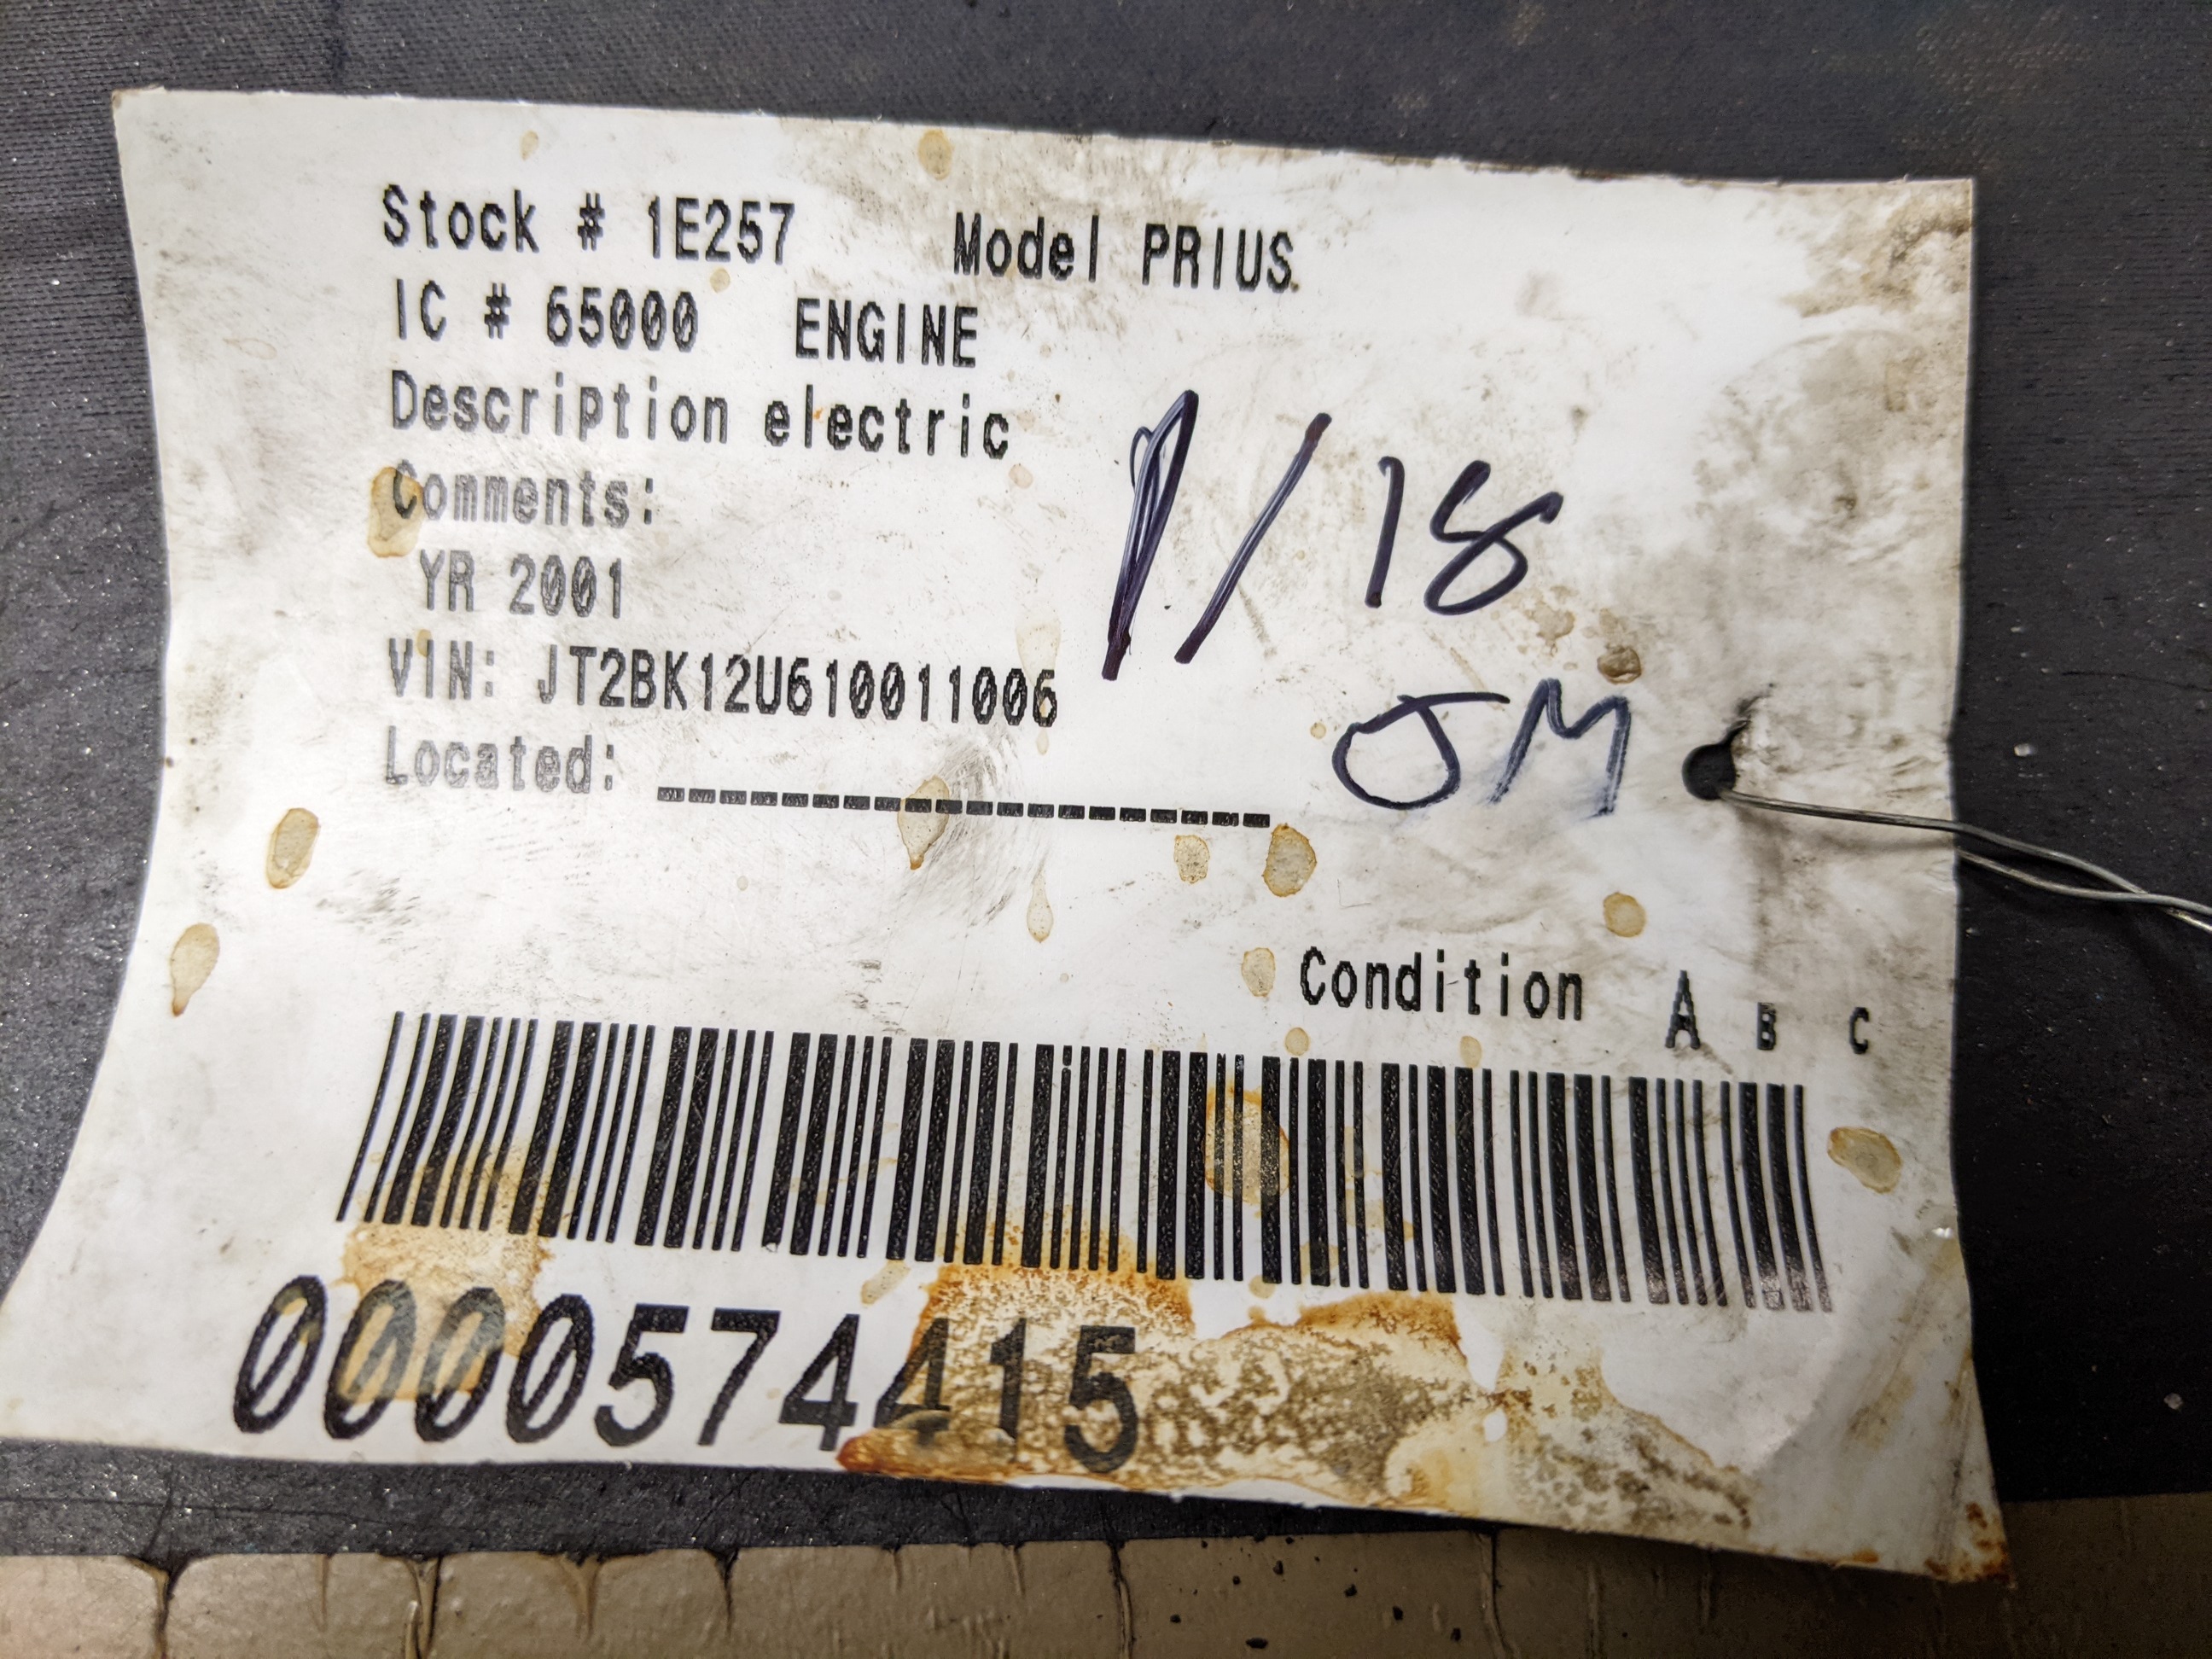 Stock # 1E257 Model PRIUS
IC # 65000 ENGINE
Description electric
Comments:
YR 2001
VIN: JT2BK12U610011006
Located: ____________________
/ 18
JM
Condition A B C
0000574415